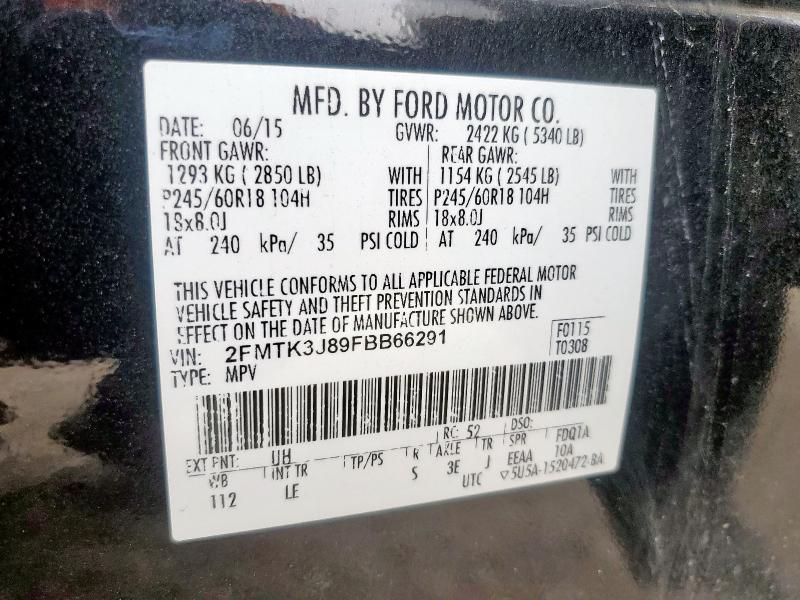 MFD. BY FORD MOTOR CO.
DATE: 06/15 GVWR: 2422 KG ( 5340 LB)
FRONT GAWR: REAR GAWR:
1293 KG ( 2850 LB) WITH 1154 KG ( 2545 LB) WITH
P245/60R18 104H TIRES P245/60R18 104H TIRES
18x8.0J RIMS 18x8.0J RIMS
AT 240 kPa/ 35 PSI COLD AT 240 kPa/ 35 PSI COLD
THIS VEHICLE CONFORMS TO ALL APPLICABLE FEDERAL MOTOR
VEHICLE SAFETY AND THEFT PREVENTION STANDARDS IN
EFFECT ON THE DATE OF MANUFACTURE SHOWN ABOVE.
VIN: 2FMTK3J89FBB66291 F0115
TYPE: MPV T0308
EXT PNT: UH RC: 52 DSO:
WB INT TR TP/PS R AXLE TR SPR FDQTA
112 LE S 3E J EEAA 10A
UTC ▽5U5A-1520472-BA